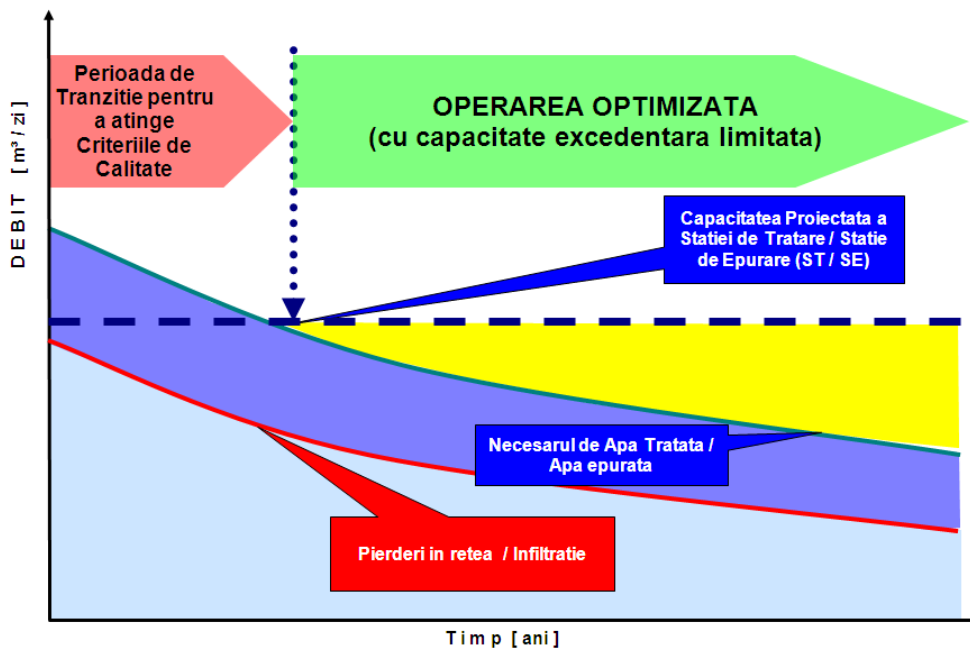 Perioada de
Tranzitie pentru
a atinge
Criteriile de
Calitate
OPERAREA OPTIMIZATA
(cu capacitate excedentara limitata)
DEBIT [m³/zi]
Capacitatea Proiectata a
Statiei de Tratare / Statie
de Epurare (ST / SE)
Necesarul de Apa Tratata /
Apa epurata
Pierderi in retea / Infiltratie
Timp [ani]